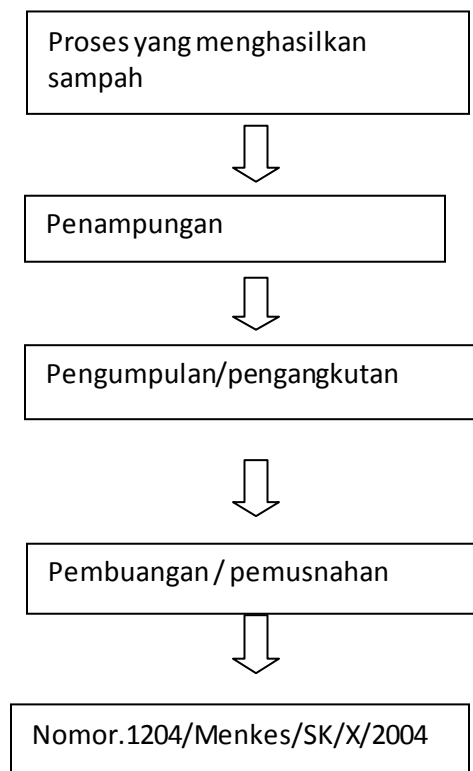 Proses yang menghasilkan
sampah
Penampungan
Pengumpulan/pengangkutan
Pembuangan / pemusnahan
Nomor.1204/Menkes/SK/X/2004